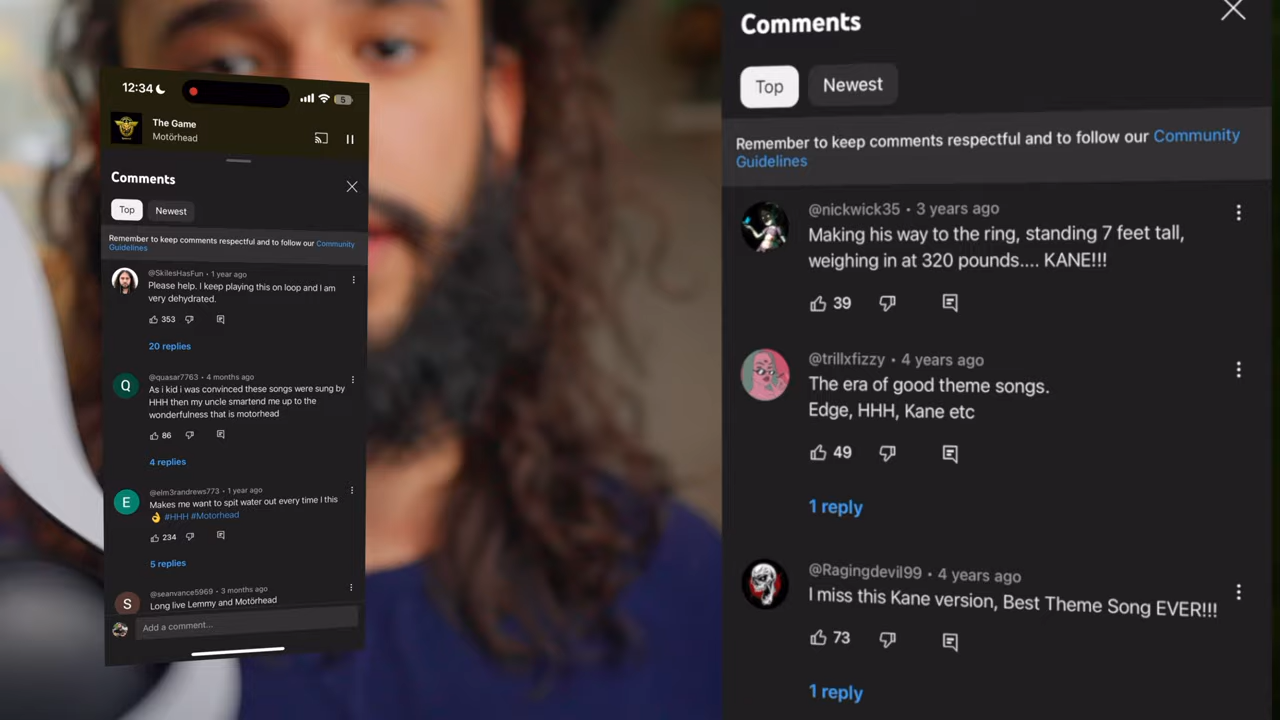 12:34
5
The Game
Motörhead
Comments
Top
Newest
Remember to keep comments respectful and to follow our Community
Guidelines
@SkilesHasFun • 1 year ago
Please help. I keep playing this on loop and I am
very dehydrated.
353
20 replies
Q
@quasar7763 • 4 months ago
As i kid i was convinced these songs were sung by
HHH then my uncle smartend me up to the
wonderfulness that is motorhead
86
4 replies
E
@elm3randrews773 • 1 year ago
Makes me want to spit water out every time I this
👌 #HHH #Motorhead
234
5 replies
S
@seanvance5969 • 3 months ago
Long live Lemmy and Motörhead
Add a comment...
Comments
Top
Newest
Remember to keep comments respectful and to follow our Community
Guidelines
@nickwick35 • 3 years ago
Making his way to the ring, standing 7 feet tall,
weighing in at 320 pounds.... KANE!!!
39
@trillxfizzy • 4 years ago
The era of good theme songs.
Edge, HHH, Kane etc
49
1 reply
@Ragingdevil99 • 4 years ago
I miss this Kane version, Best Theme Song EVER!!!
73
1 reply